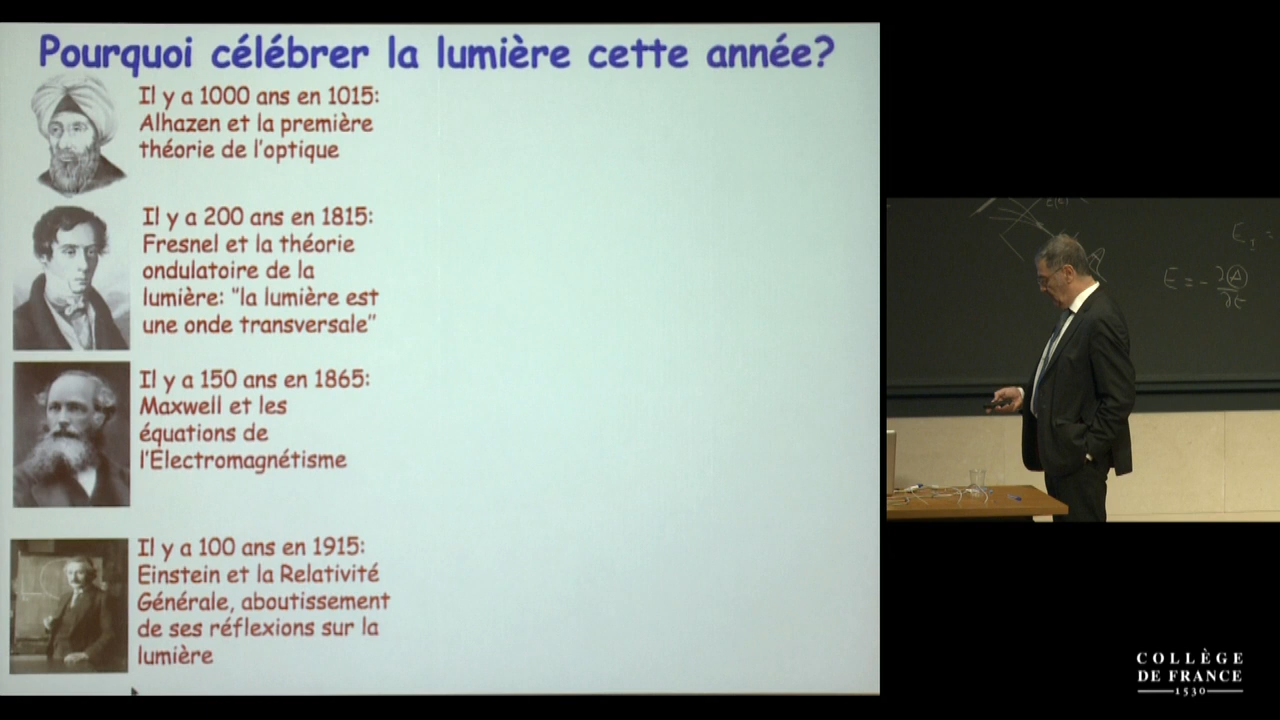 Pourquoi célébrer la lumière cette année?
Il y a 1000 ans en 1015:
Alhazen et la première
théorie de l'optique
Il y a 200 ans en 1815:
Fresnel et la théorie
ondulatoire de la
lumière: "la lumière est
une onde transversale"
Il y a 150 ans en 1865:
Maxwell et les
équations de
l'Electromagnétisme
Il y a 100 ans en 1915:
Einstein et la Relativité
Générale, aboutissement
de ses réflexions sur la
lumière
E = - ∂A/∂t
COLLÈGE
DE FRANCE
1530